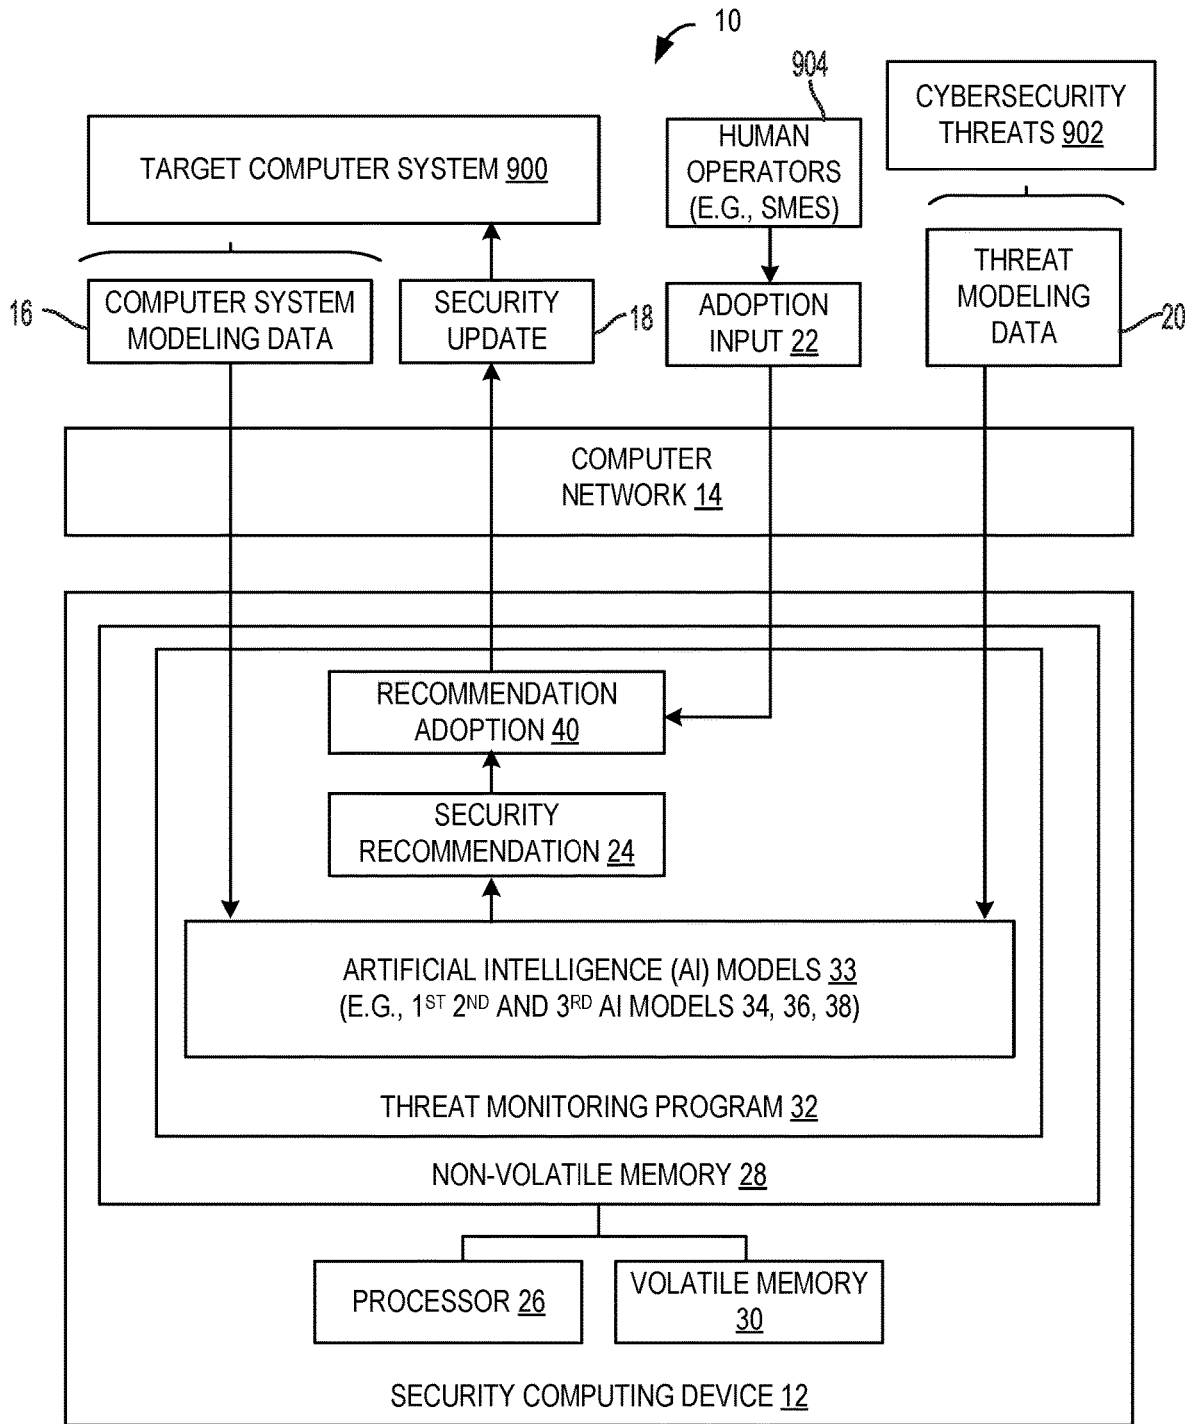 10
904
CYBERSECURITY
THREATS 902
TARGET COMPUTER SYSTEM 900
HUMAN
OPERATORS
(E.G., SMES)
16
COMPUTER SYSTEM
MODELING DATA
SECURITY
UPDATE
18
ADOPTION
INPUT 22
THREAT
MODELING
DATA
20
COMPUTER
NETWORK 14
RECOMMENDATION
ADOPTION 40
SECURITY
RECOMMENDATION 24
ARTIFICIAL INTELLIGENCE (AI) MODELS 33
(E.G., 1ST 2ND AND 3RD AI MODELS 34, 36, 38)
THREAT MONITORING PROGRAM 32
NON-VOLATILE MEMORY 28
PROCESSOR 26
VOLATILE MEMORY
30
SECURITY COMPUTING DEVICE 12